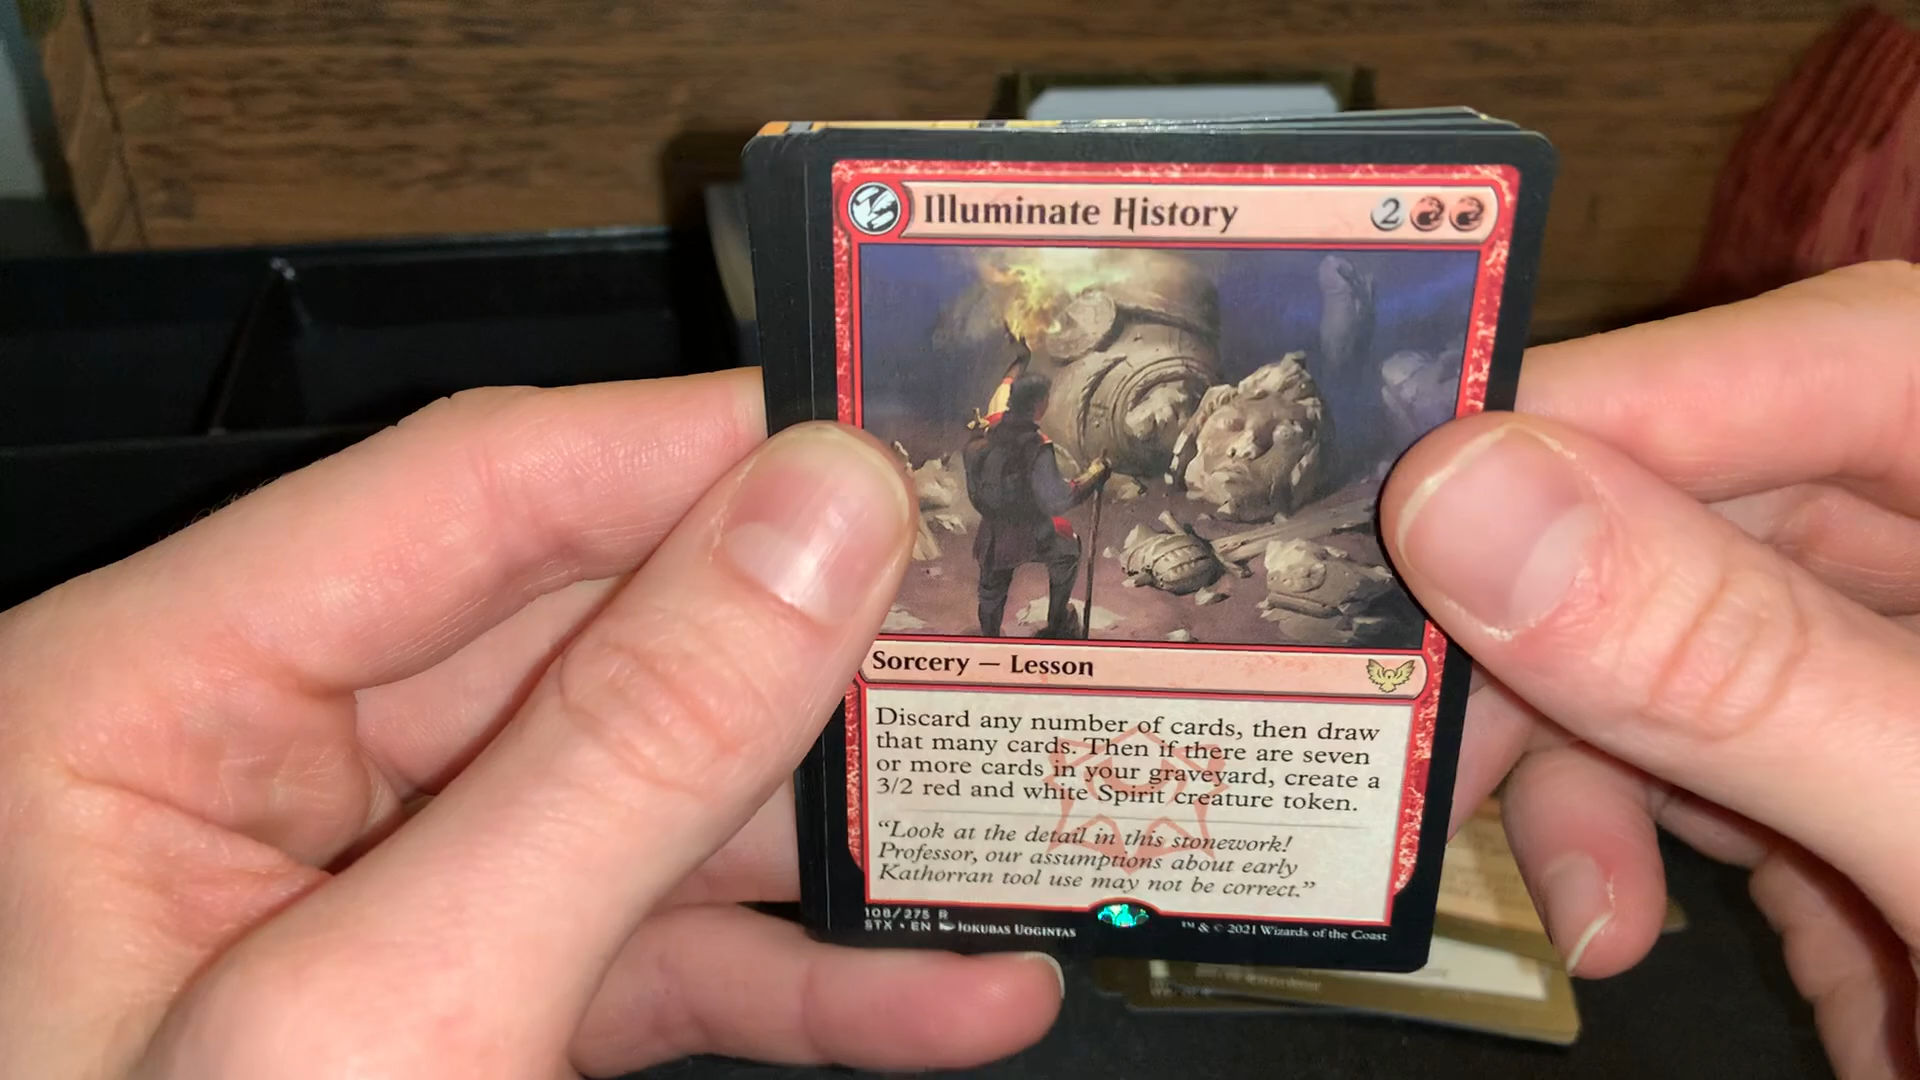 Illuminate History 2
Sorcery — Lesson
Discard any number of cards, then draw
that many cards. Then if there are seven
or more cards in your graveyard, create a
3/2 red and white Spirit creature token.
“Look at the detail in this stonework!
Professor, our assumptions about early
Kathorran tool use may not be correct.”
108/275 R
STX • EN JOKUBAS UOGINTAS
™ & © 2021 Wizards of the Coast